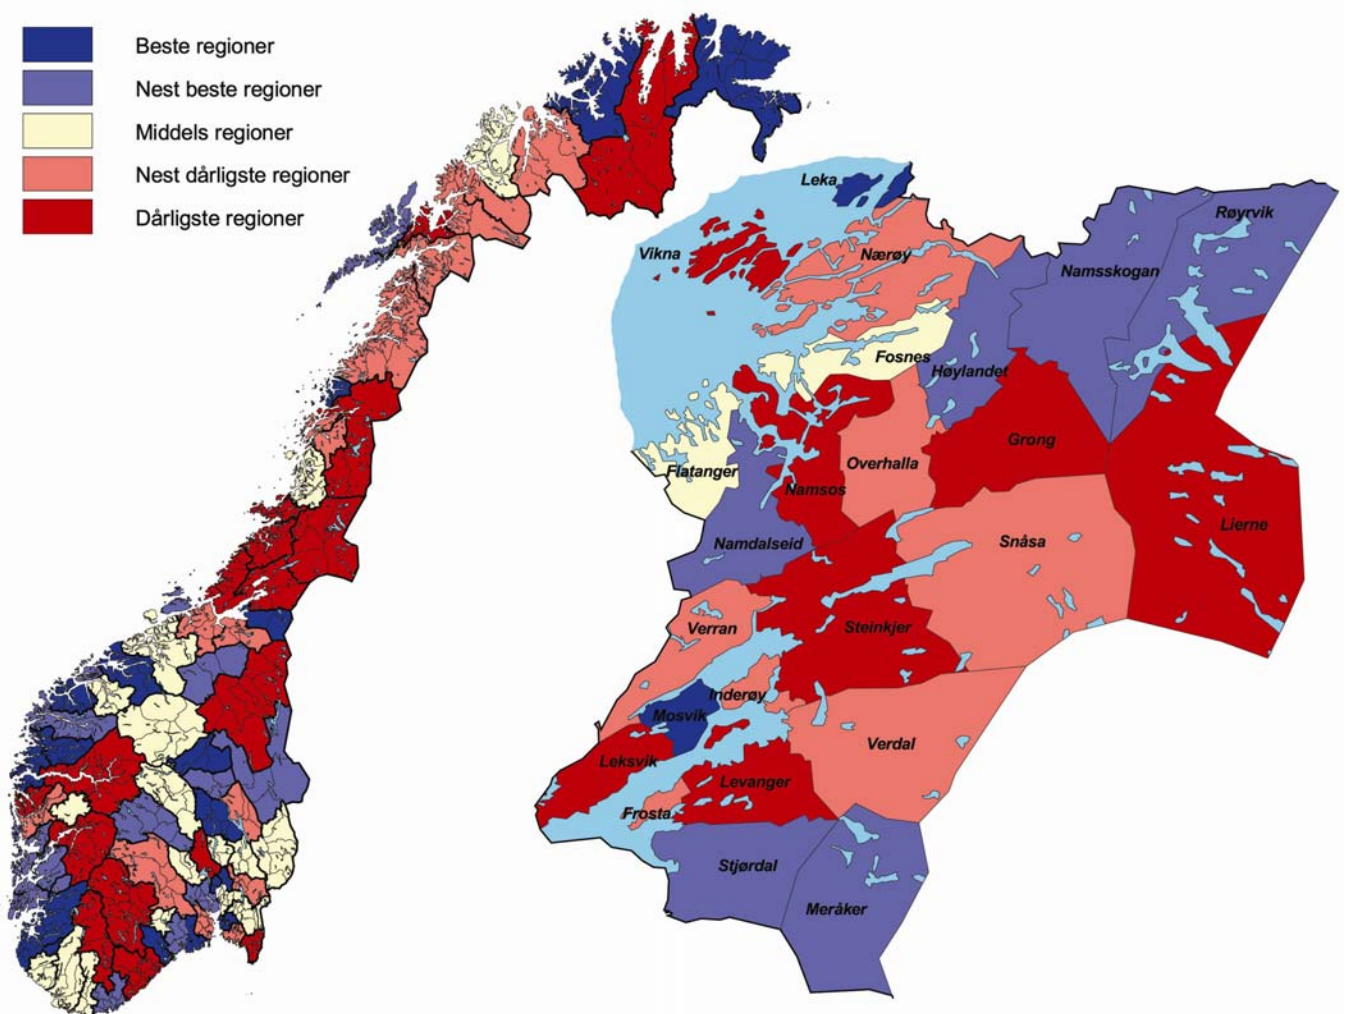 Beste regioner
Nest beste regioner
Middels regioner
Nest dårligste regioner
Dårligste regioner
Leka
Røyrvik
Vikna
Nærøy
Namsskogan
Fosnes
Høylandet
Grong
Overhalla
Flatanger
Namsos
Lierne
Namdalseid
Snåsa
Verran
Steinkjer
Inderøy
Mosvik
Verdal
Leksvik
Levanger
Frosta
Stjørdal
Meråker